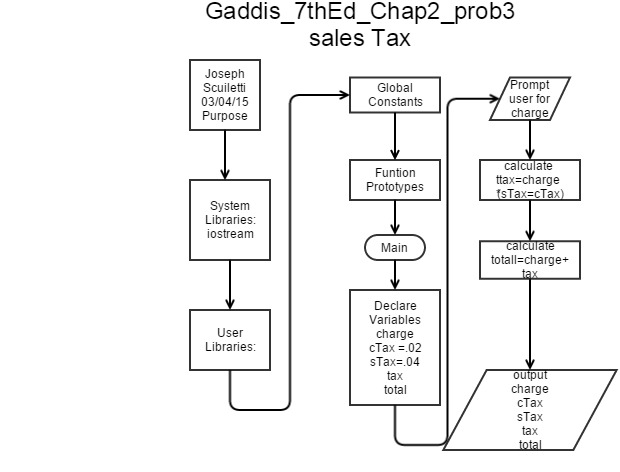 Gaddis_7thEd_Chap2_prob3
sales Tax
Joseph
Sculletti
03/04/15
Purpose
System
Libraries:
iostream
User
Libraries:
Global
Constants
Funtion
Prototypes
Main
Declare
Variables
charge
cTax =.02
sTax=.04
tax
total
Prompt
user for
charge
calculate
ttax=charge
*(sTax=cTax)
calculate
totall=charge+
tax
output
charge
cTax
sTax
tax
total